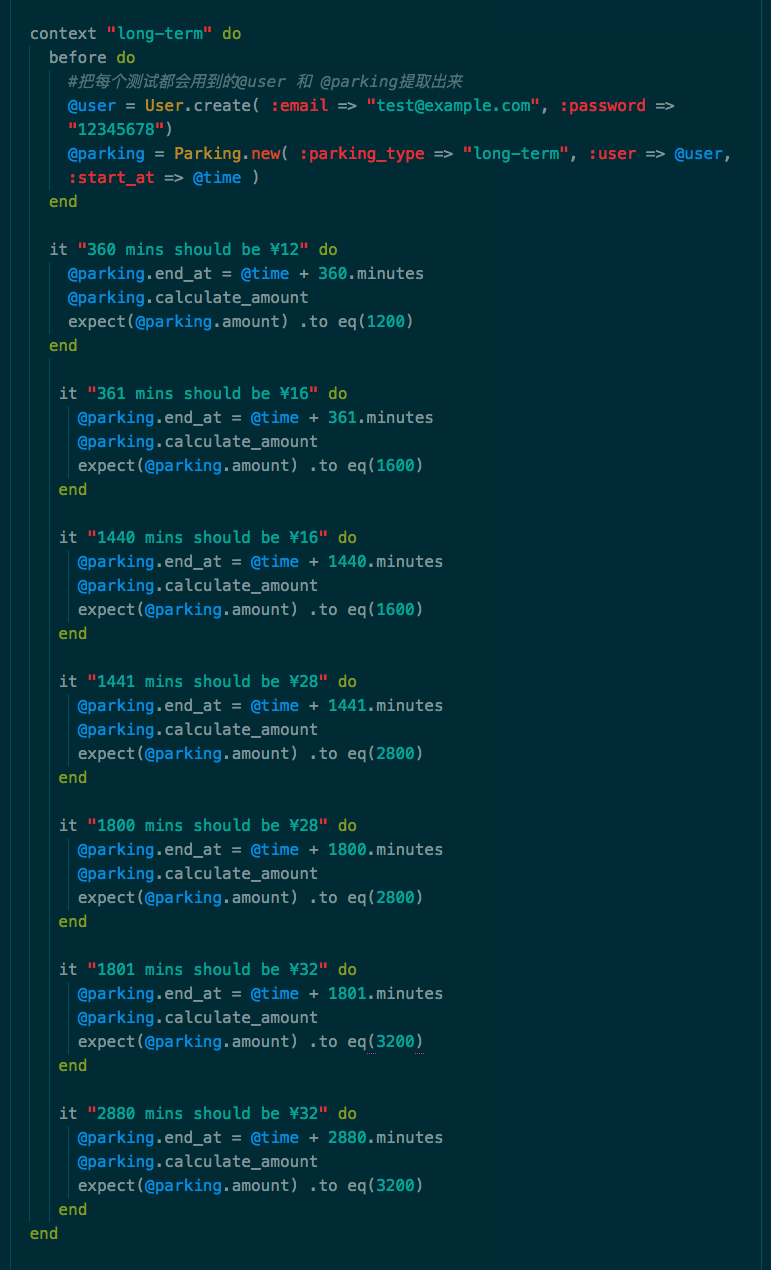 context "long-term" do
before do
#把每个测试都会用到的@user 和 @parking提取出来
@user = User.create( :email => "test@example.com", :password =>
"12345678")
@parking = Parking.new( :parking_type => "long-term", :user => @user,
:start_at => @time )
end
it "360 mins should be ¥12" do
@parking.end_at = @time + 360.minutes
@parking.calculate_amount
expect(@parking.amount) .to eq(1200)
end
it "361 mins should be ¥16" do
@parking.end_at = @time + 361.minutes
@parking.calculate_amount
expect(@parking.amount) .to eq(1600)
end
it "1440 mins should be ¥16" do
@parking.end_at = @time + 1440.minutes
@parking.calculate_amount
expect(@parking.amount) .to eq(1600)
end
it "1441 mins should be ¥28" do
@parking.end_at = @time + 1441.minutes
@parking.calculate_amount
expect(@parking.amount) .to eq(2800)
end
it "1800 mins should be ¥28" do
@parking.end_at = @time + 1800.minutes
@parking.calculate_amount
expect(@parking.amount) .to eq(2800)
end
it "1801 mins should be ¥32" do
@parking.end_at = @time + 1801.minutes
@parking.calculate_amount
expect(@parking.amount) .to eq(3200)
end
it "2880 mins should be ¥32" do
@parking.end_at = @time + 2880.minutes
@parking.calculate_amount
expect(@parking.amount) .to eq(3200)
end
end